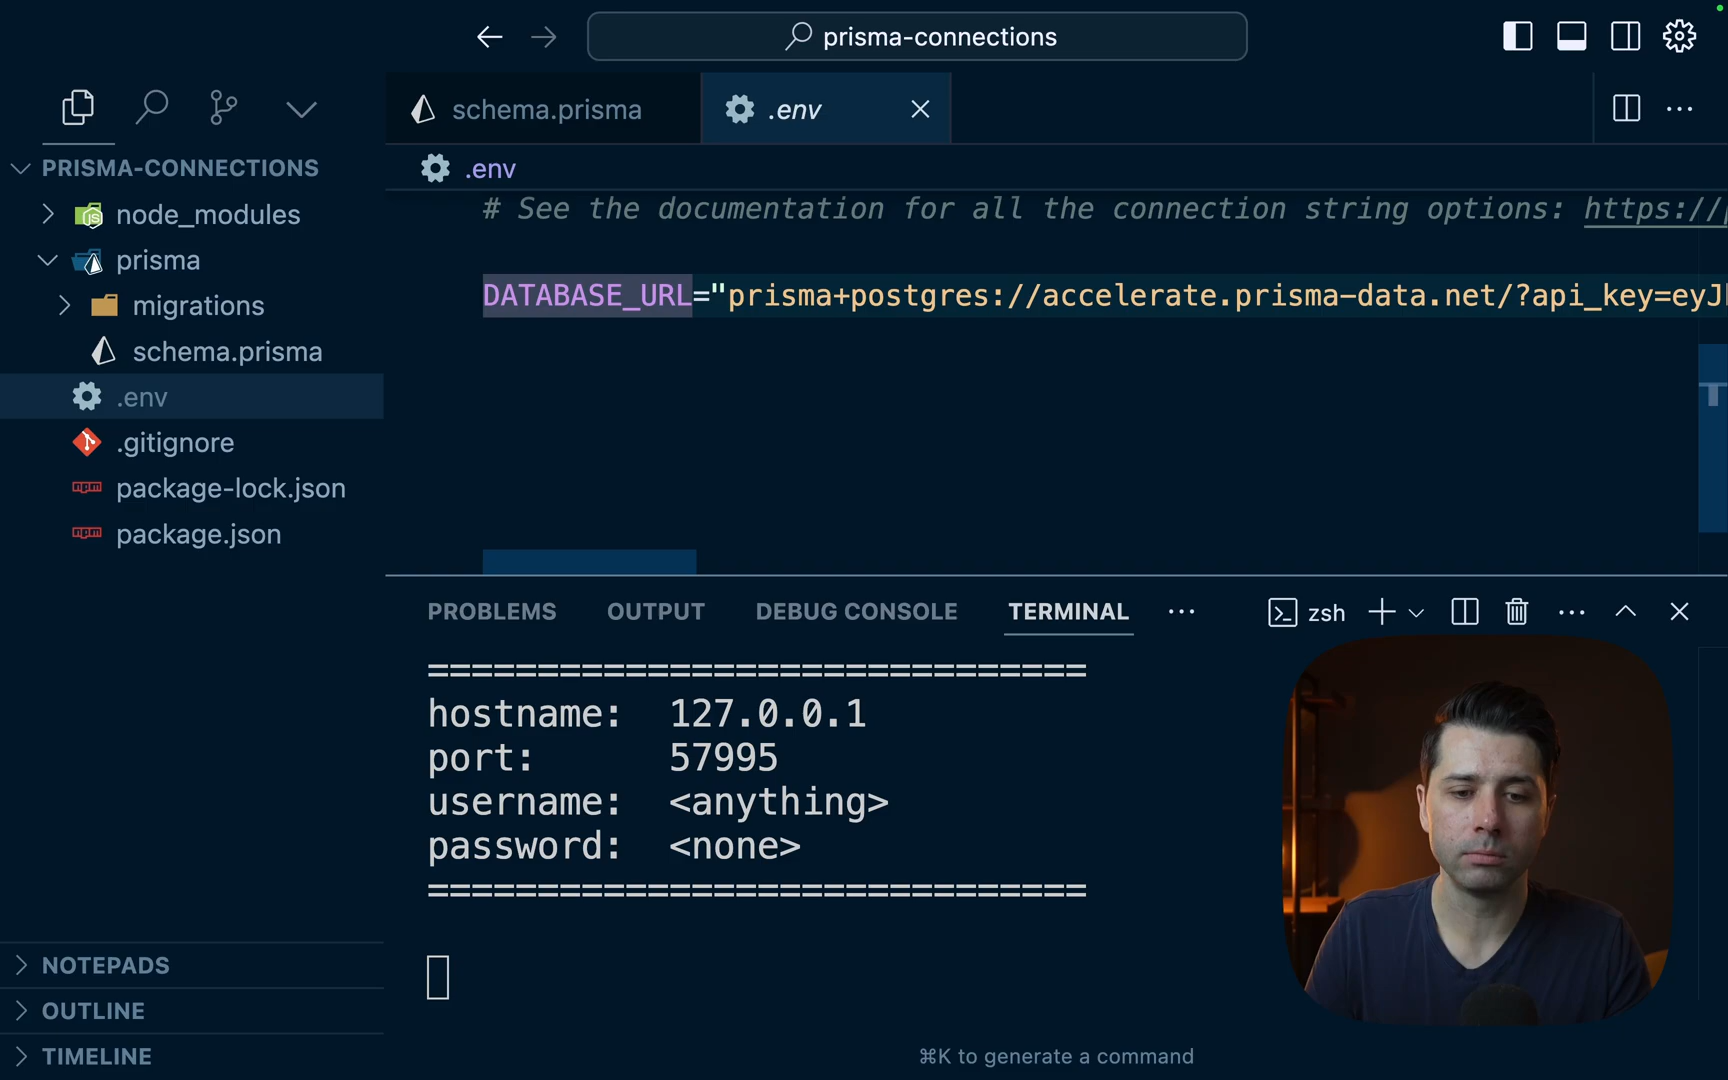 prisma-connections
schema.prisma
.env
PRISMA-CONNECTIONS
node_modules
prisma
migrations
schema.prisma
.env
.gitignore
package-lock.json
package.json
NOTEPADS
OUTLINE
TIMELINE
.env
# See the documentation for all the connection string options: https://
DATABASE_URL="prisma+postgres://accelerate.prisma-data.net/?api_key=eyJ
PROBLEMS OUTPUT DEBUG CONSOLE TERMINAL zsh
==============================
hostname: 127.0.0.1
port: 57995
username: <anything>
password: <none>
==============================
⌘K to generate a command